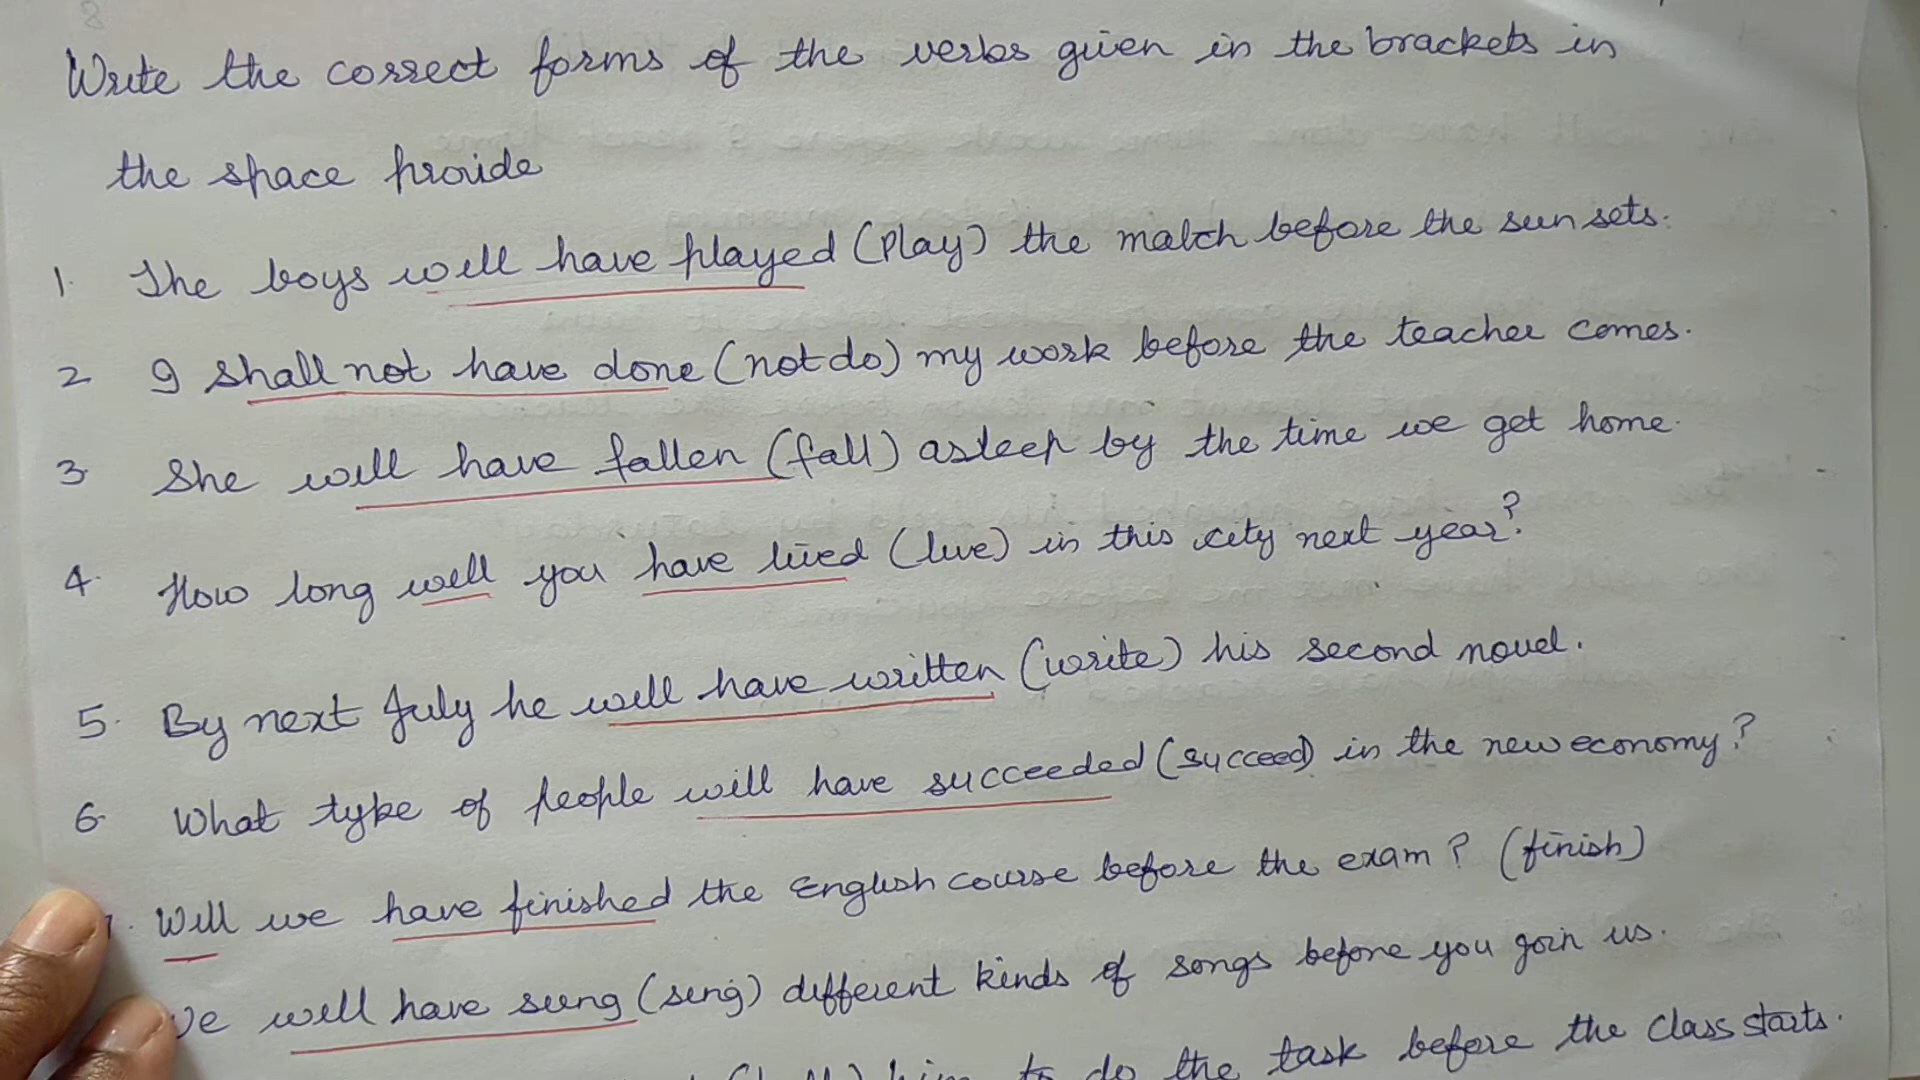 Write the correct forms of the verbs given in the brackets in
the space provide
1. The boys will have played (Play) the match before the sun sets.
2 I shall not have done (not do) my work before the teacher comes.
3 She will have fallen (fall) asleep by the time we get home.
4. How long will you have lived (live) in this city next year?
5. By next July he will have written (write) his second novel.
6. What type of people will have succeeded (succeed) in the new economy?
Will we have finished the English course before the exam? (finish)
will have sung (sing) different kinds of songs before you join us.
him to do the task before the class starts.